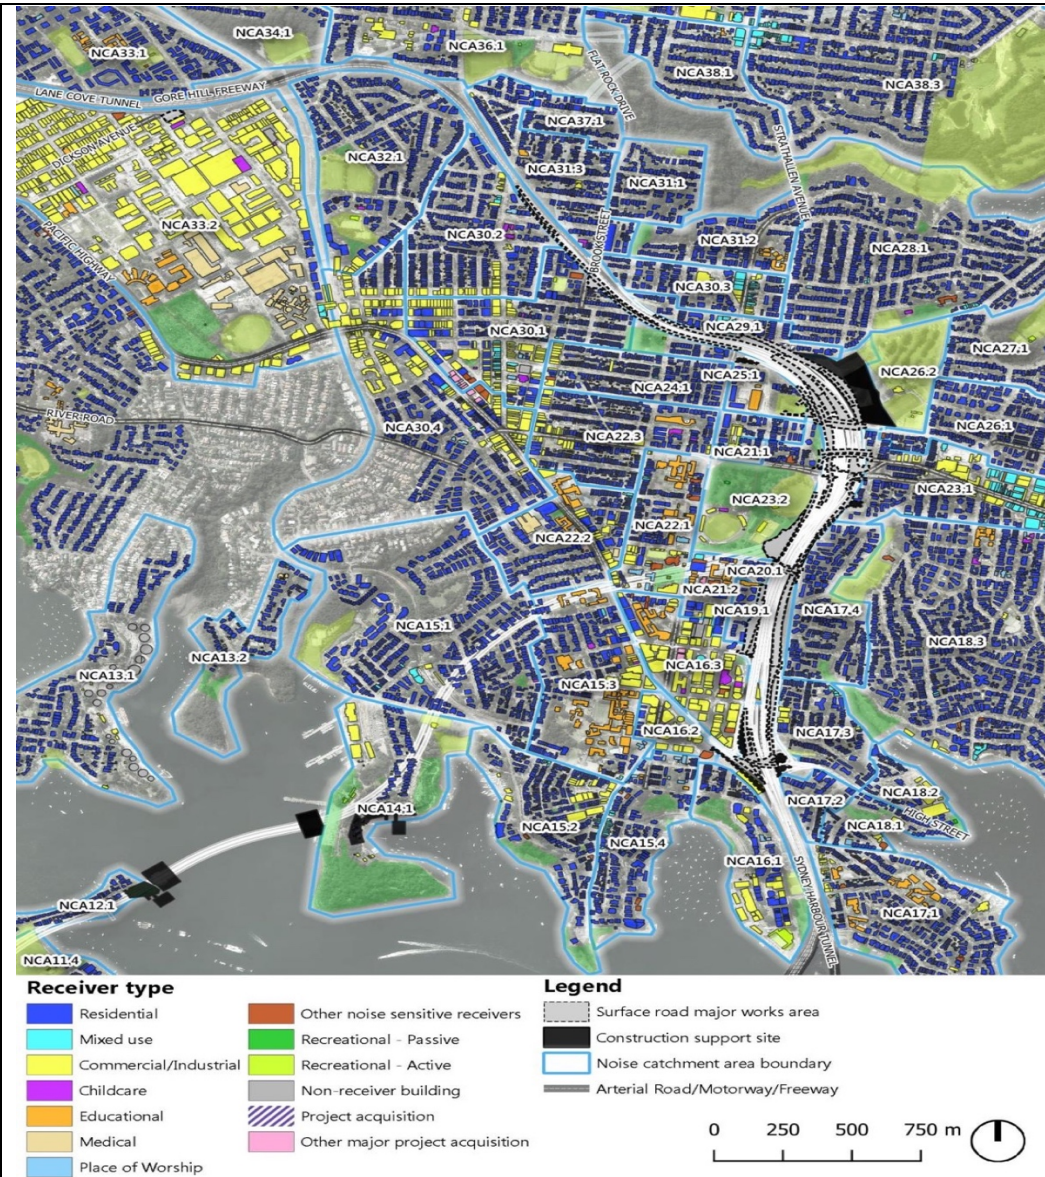 NCA34.1
NCA33.1
NCA36.1
FLAT ROCK DRIVE
NCA38.1
NCA38.3
LANE COVE TUNNEL
GORE HILL FREEWAY
NCA37.1
DICKSON AVENUE
STRATHALLEN AVENUE
NCA32.1
NCA31.3
NCA31.1
NCA33.2
NCA30.2
BROOK STREET
NCA31.2
NCA28.1
PACIFIC HIGHWAY
NCA30.3
NCA30.1
NCA29.1
NCA27.1
NCA26.2
NCA25.1
NCA24.1
RIVER ROAD
NCA30.4
NCA22.3
NCA21.1
NCA26.1
NCA23.1
NCA23.2
NCA22.1
NCA22.2
NCA20.1
NCA21.2
NCA19.1
NCA17.4
NCA15.1
NCA18.3
NCA13.2
NCA13.1
NCA16.3
NCA15.3
NCA16.2
NCA17.3
NCA17.2
NCA18.2
HIGH STREET
NCA14.1
NCA15.2
NCA15.4
NCA18.1
NCA16.1
SYDNEY HARBOUR TUNNEL
NCA12.1
NCA17.1
NCA11.4
Receiver type
Residential
Mixed use
Commercial/Industrial
Childcare
Educational
Medical
Place of Worship
Other noise sensitive receivers
Recreational - Passive
Recreational - Active
Non-receiver building
Project acquisition
Other major project acquisition
Legend
Surface road major works area
Construction support site
Noise catchment area boundary
Arterial Road/Motorway/Freeway
0 250 500 750 m